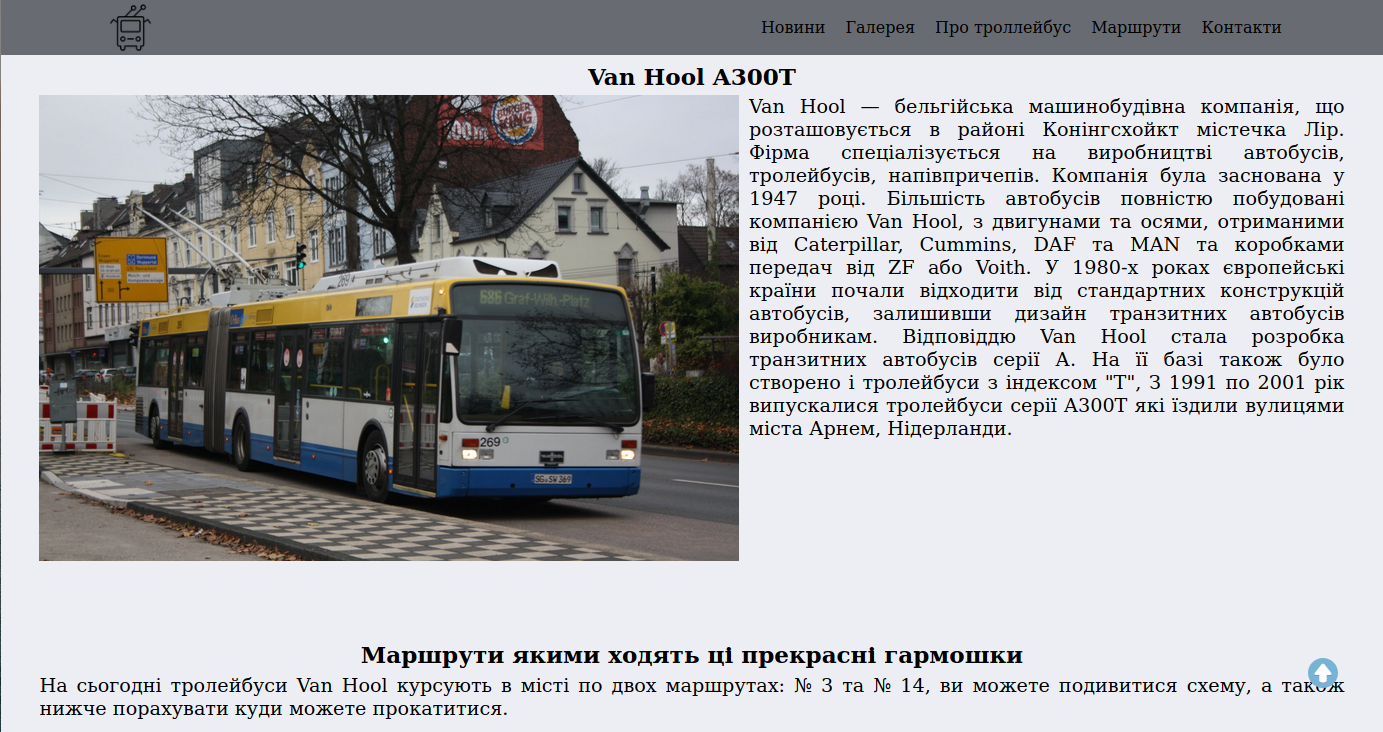 Новини Галерея Про троллейбус Маршрути Контакти
Van Hool A300T
BURGER
KING
686 Graf-Wilh.-Platz
269
269
SG SW 369
Van Hool — бельгійська машинобудівна компанія, що
розташовується в районі Конінгсхойкт містечка Лір.
Фірма спеціалізується на виробництві автобусів,
тролейбусів, напівпричепів. Компанія була заснована у
1947 році. Більшість автобусів повністю побудовані
компанією Van Hool, з двигунами та осями, отриманими
від Caterpillar, Cummins, DAF та MAN та коробками
передач від ZF або Voith. У 1980-х роках європейські
країни почали відходити від стандартних конструкцій
автобусів, залишивши дизайн транзитних автобусів
виробникам. Відповіддю Van Hool стала розробка
транзитних автобусів серії A. На її базі також було
створено і тролейбуси з індексом "T", З 1991 по 2001 рік
випускалися тролейбуси серії A300T які їздили вулицями
міста Арнем, Нідерланди.
Маршрути якими ходять ці прекрасні гармошки
На сьогодні тролейбуси Van Hool курсують в місті по двох маршрутах: № 3 та № 14, ви можете подивитися схему, а також
нижче порахувати куди можете прокатитися.